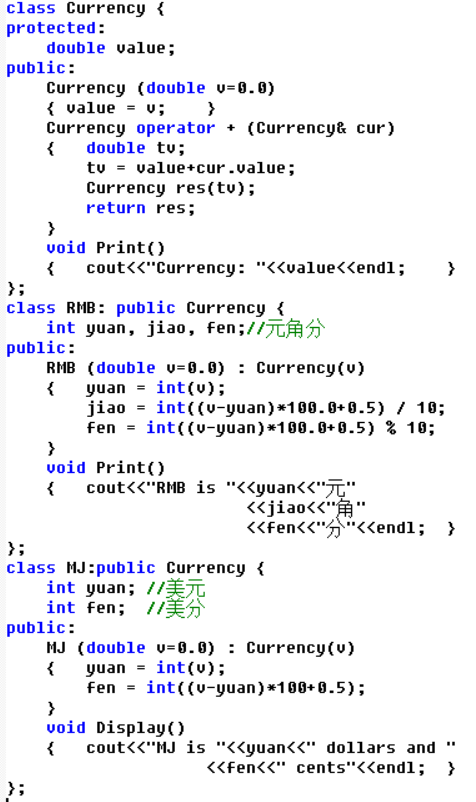 class Currency {
protected:
    double value;
public:
    Currency (double v=0.0)
    { value = v;    }
    Currency operator + (Currency& cur)
    {   double tv;
        tv = value+cur.value;
        Currency res(tv);
        return res;
    }
    void Print()
    {   cout<<"Currency: "<<value<<endl;    }
};
class RMB: public Currency {
    int yuan, jiao, fen;//元角分
public:
    RMB (double v=0.0) : Currency(v)
    {   yuan = int(v);
        jiao = int((v-yuan)*100.0+0.5) / 10;
        fen = int((v-yuan)*100.0+0.5) % 10;
    }
    void Print()
    {   cout<<"RMB is "<<yuan<<"元"
                        <<jiao<<"角"
                        <<fen<<"分"<<endl;  }
};
class MJ:public Currency {
    int yuan; //美元
    int fen;  //美分
public:
    MJ (double v=0.0) : Currency(v)
    {   yuan = int(v);
        fen = int((v-yuan)*100+0.5);
    }
    void Display()
    {   cout<<"MJ is "<<yuan<<" dollars and "
                    <<fen<<" cents"<<endl;  }
};